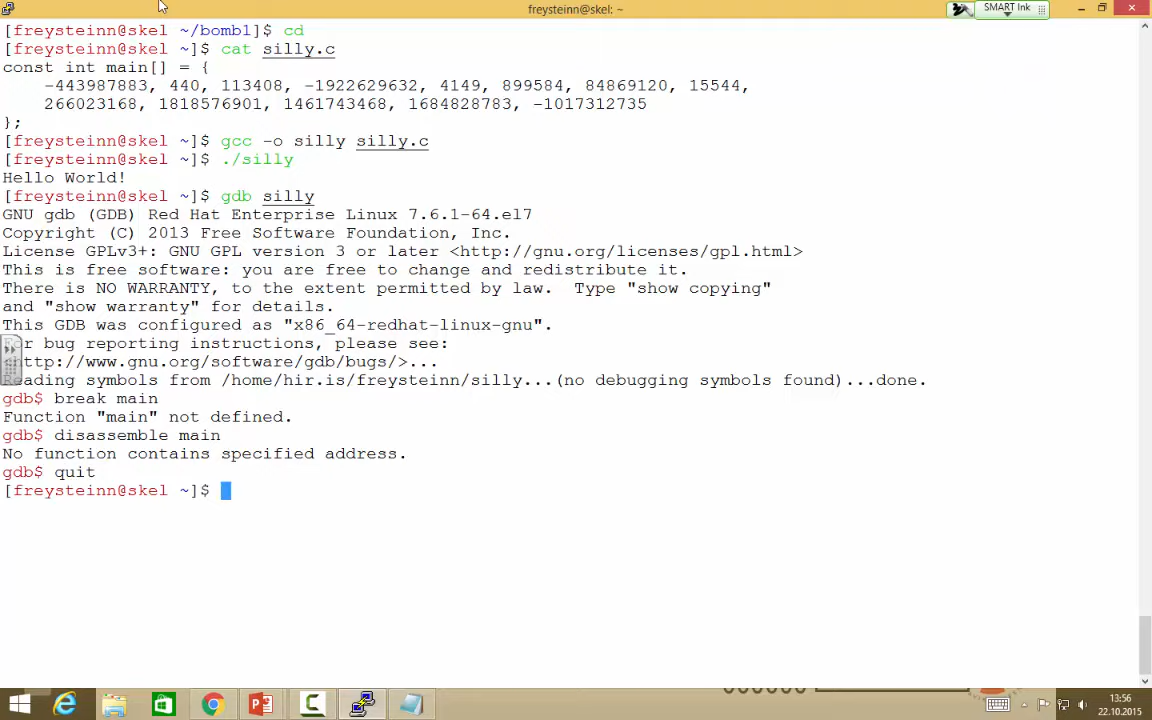 freysteinn@skel: ~
SMART Ink
[freysteinn@skel ~/bomb1]$ cd
[freysteinn@skel ~]$ cat silly.c
const int main[] = {
    -443987883, 440, 113408, -1922629632, 4149, 899584, 84869120, 15544,
    266023168, 1818576901, 1461743468, 1684828783, -1017312735
};
[freysteinn@skel ~]$ gcc -o silly silly.c
[freysteinn@skel ~]$ ./silly
Hello World!
[freysteinn@skel ~]$ gdb silly
GNU gdb (GDB) Red Hat Enterprise Linux 7.6.1-64.el7
Copyright (C) 2013 Free Software Foundation, Inc.
License GPLv3+: GNU GPL version 3 or later <http://gnu.org/licenses/gpl.html>
This is free software: you are free to change and redistribute it.
There is NO WARRANTY, to the extent permitted by law.  Type "show copying"
and "show warranty" for details.
This GDB was configured as "x86_64-redhat-linux-gnu".
For bug reporting instructions, please see:
<http://www.gnu.org/software/gdb/bugs/>...
Reading symbols from /home/hir.is/freysteinn/silly...(no debugging symbols found)...done.
gdb$ break main
Function "main" not defined.
gdb$ disassemble main
No function contains specified address.
gdb$ quit
[freysteinn@skel ~]$
13:56
22.10.2015